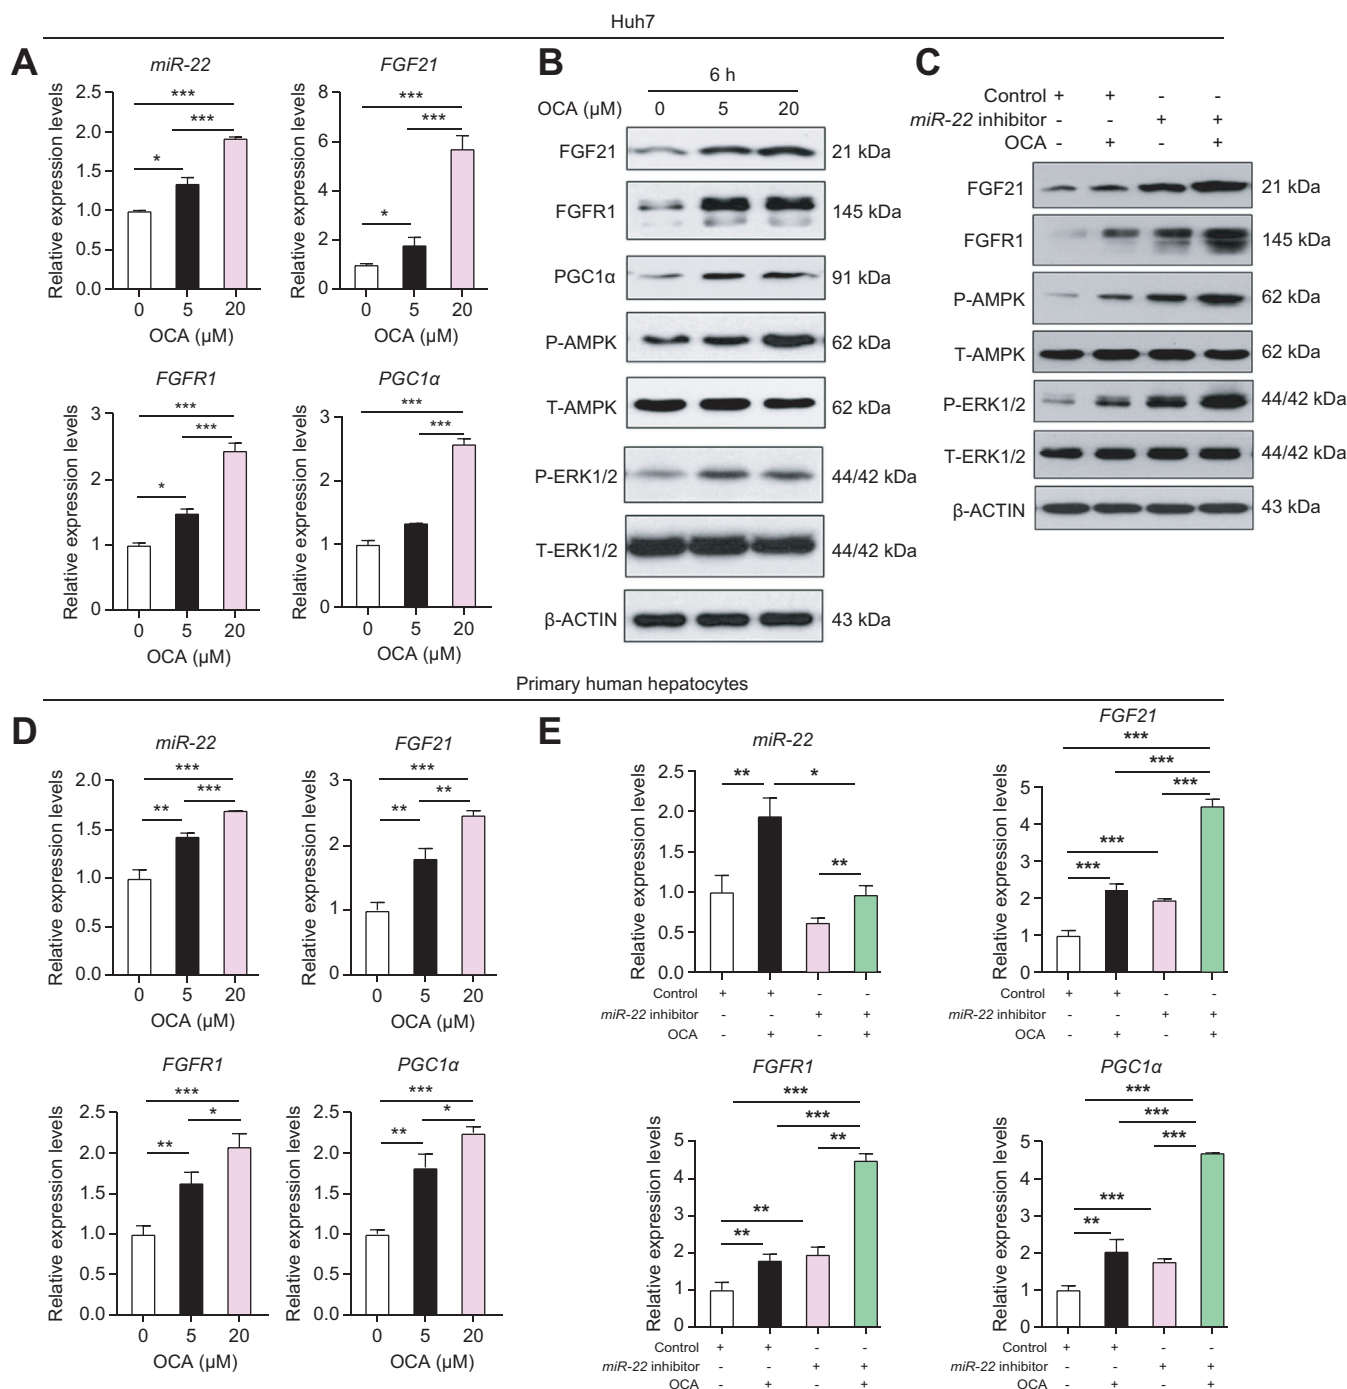 Huh7
A
miR-22
Relative expression levels
2.5
2.0
1.5
1.0
0.5
0.0
***
***
*
0 5 20
OCA (μM)
FGF21
Relative expression levels
8
6
4
2
0
***
***
*
0 5 20
OCA (μM)
FGFR1
Relative expression levels
3
2
1
0
***
***
*
0 5 20
OCA (μM)
PGC1α
Relative expression levels
3
2
1
0
***
***
0 5 20
OCA (μM)
B
6 h
OCA (μM) 0 5 20
FGF21 21 kDa
FGFR1 145 kDa
PGC1α 91 kDa
P-AMPK 62 kDa
T-AMPK 62 kDa
P-ERK1/2 44/42 kDa
T-ERK1/2 44/42 kDa
β-ACTIN 43 kDa
C
Control + + - -
miR-22 inhibitor - - + +
OCA - + - +
FGF21 21 kDa
FGFR1 145 kDa
P-AMPK 62 kDa
T-AMPK 62 kDa
P-ERK1/2 44/42 kDa
T-ERK1/2 44/42 kDa
β-ACTIN 43 kDa
Primary human hepatocytes
D
miR-22
Relative expression levels
2.0
1.5
1.0
0.5
0.0
***
***
**
0 5 20
OCA (μM)
FGF21
Relative expression levels
3
2
1
0
***
**
**
0 5 20
OCA (μM)
FGFR1
Relative expression levels
2.5
2.0
1.5
1.0
0.5
0.0
***
*
**
0 5 20
OCA (μM)
PGC1α
Relative expression levels
2.5
2.0
1.5
1.0
0.5
0.0
***
*
**
0 5 20
OCA (μM)
E
miR-22
Relative expression levels
2.5
2.0
1.5
1.0
0.5
0.0
** *
**
Control + + - -
miR-22 inhibitor - - + +
OCA - + - +
FGF21
Relative expression levels
5
4
3
2
1
0
***
***
***
***
***
Control + + - -
miR-22 inhibitor - - + +
OCA - + - +
FGFR1
Relative expression levels
5
4
3
2
1
0
***
***
**
**
**
Control + + - -
miR-22 inhibitor - - + +
OCA - + - +
PGC1α
Relative expression levels
5
4
3
2
1
0
***
***
***
***
**
Control + + - -
miR-22 inhibitor - - + +
OCA - + - +